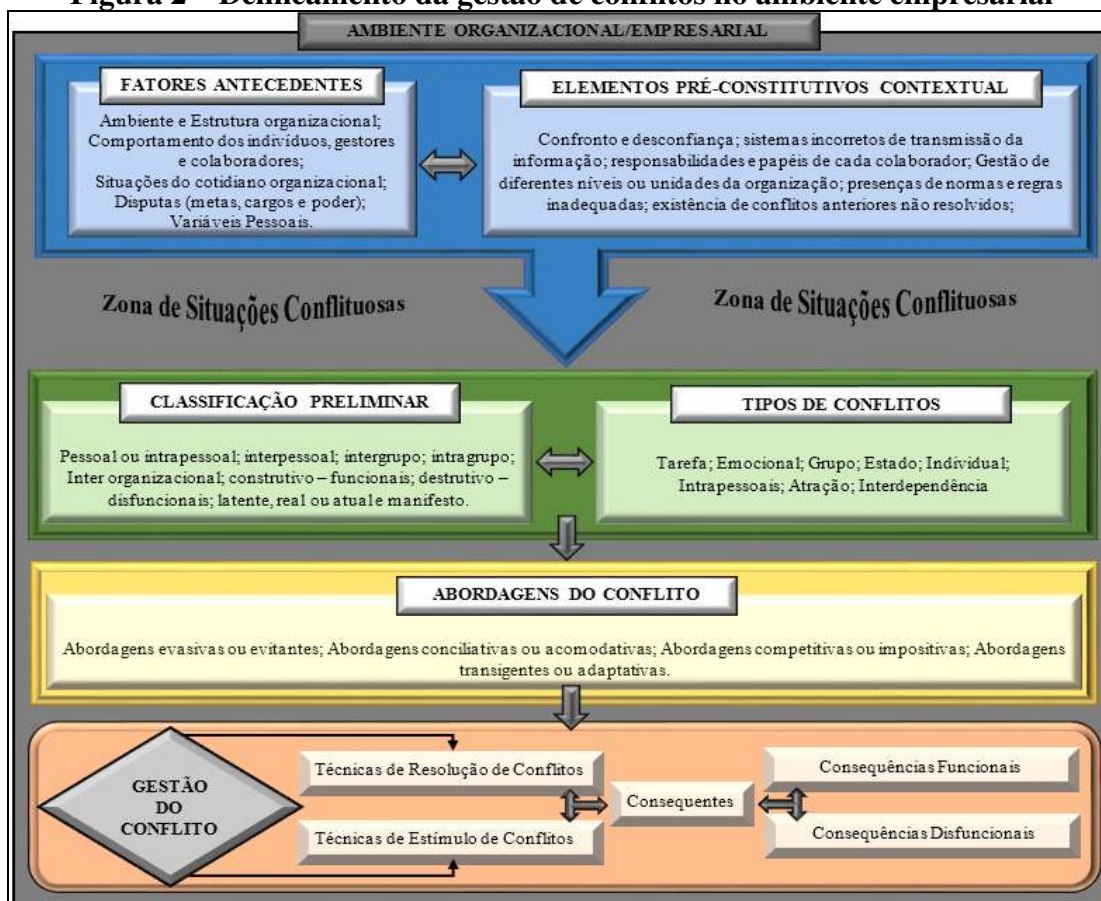 Figura 2 – Delineamento da gestão de conflitos no ambiente empresarial
AMBIENTE ORGANIZACIONAL/EMPRESARIAL
FATORES ANTECEDENTES
Ambiente e Estrutura organizacional;
Comportamento dos indivíduos, gestores
e colaboradores;
Situações do cotidiano organizacional;
Disputas (metas, cargos e poder);
Variáveis Pessoais.
ELEMENTOS PRÉ-CONSTITUTIVOS CONTEXTUAL
Confronto e desconfiança; sistemas incorretos de transmissão da
informação; responsabilidades e papéis de cada colaborador; Gestão de
diferentes níveis ou unidades da organização; presenças de normas e regras
inadequadas; existência de conflitos anteriores não resolvidos;
Zona de Situações Conflituosas
Zona de Situações Conflituosas
CLASSIFICAÇÃO PRELIMINAR
Pessoal ou intrapessoal; interpessoal; intergrupo; intragrupo;
Inter organizacional; construtivo – funcionais; destrutivo –
disfuncionais; latente, real ou atual e manifesto.
TIPOS DE CONFLITOS
Tarefa; Emocional; Grupo; Estado; Individual;
Intrapessoais; Atração; Interdependência
ABORDAGENS DO CONFLITO
Abordagens evasivas ou evitantes; Abordagens conciliativas ou acomodativas; Abordagens competitivas ou impositivas; Abordagens
transigentes ou adaptativas.
GESTÃO
DO
CONFLITO
Técnicas de Resolução de Conflitos
Técnicas de Estímulo de Conflitos
Consequentes
Consequências Funcionais
Consequências Disfuncionais